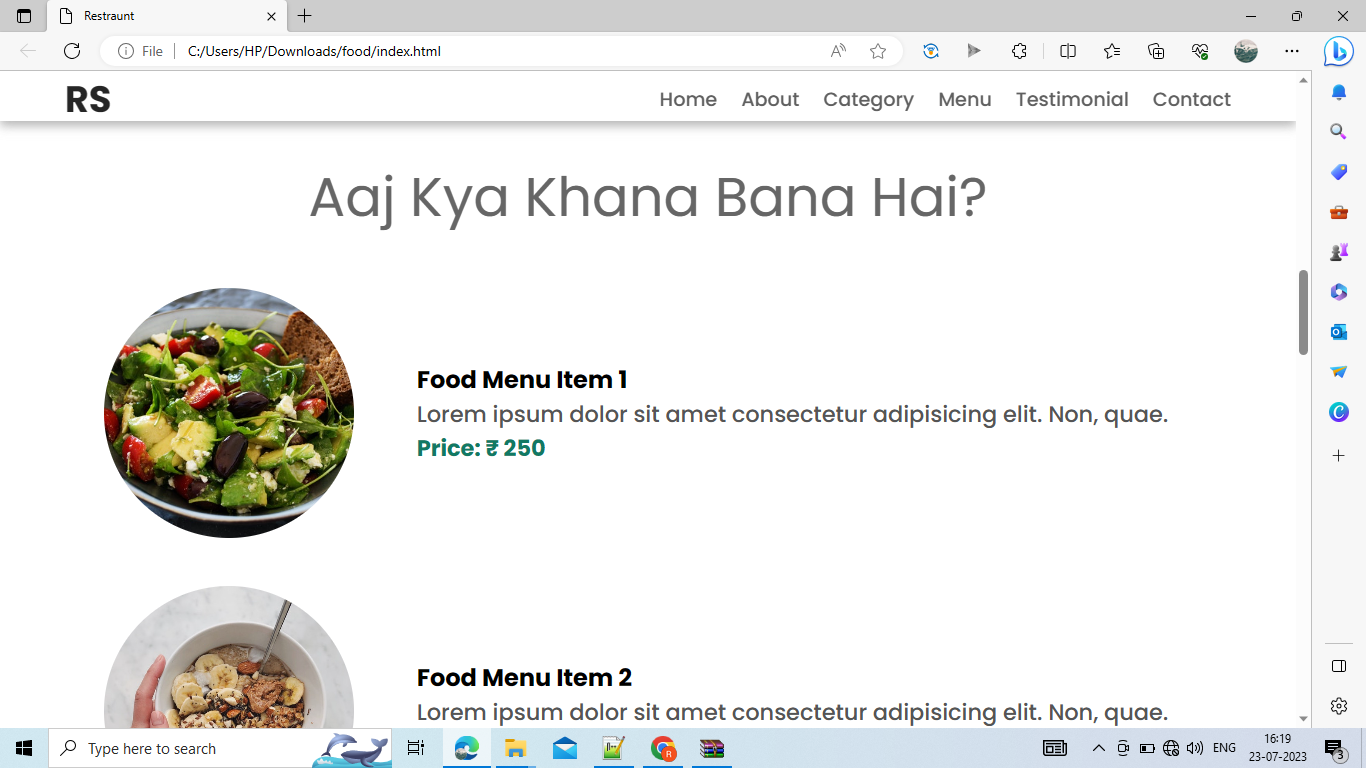 Restraunt
File
C:/Users/HP/Downloads/food/index.html
RS
Home About Category Menu Testimonial Contact
Aaj Kya Khana Bana Hai?
Food Menu Item 1
Lorem ipsum dolor sit amet consectetur adipisicing elit. Non, quae.
Price: ₹ 250
Food Menu Item 2
Lorem ipsum dolor sit amet consectetur adipisicing elit. Non, quae.
Type here to search
ENG
16:19
23-07-2023
3